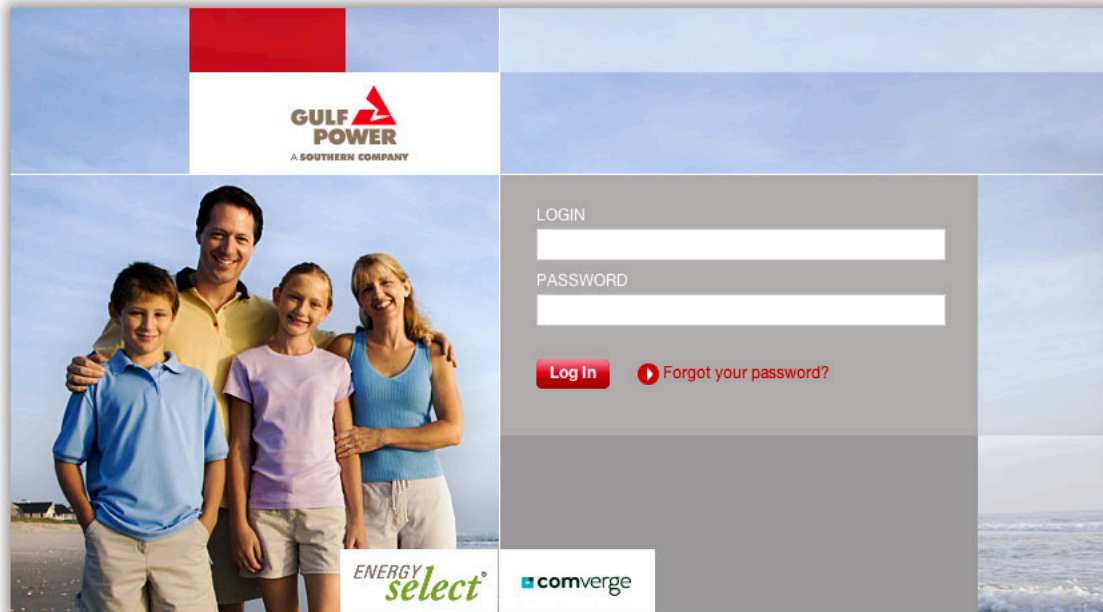 GULF
POWER
A SOUTHERN COMPANY
LOGIN
PASSWORD
Log In
Forgot your password?
ENERGY
select®
comverge